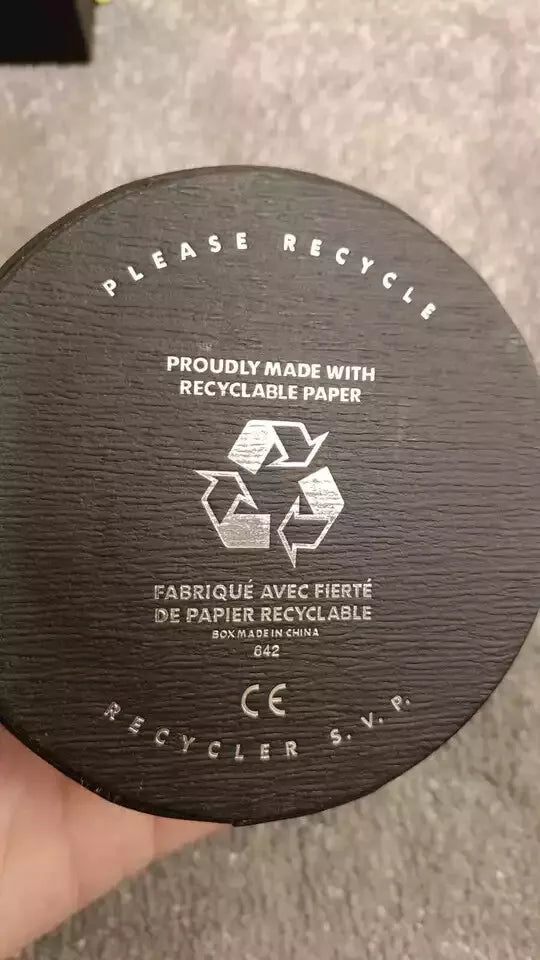 PLEASE RECYCLE
PROUDLY MADE WITH
RECYCLABLE PAPER
FABRIQUÉ AVEC FIERTÉ
DE PAPIER RECYCLABLE
BOX MADE IN CHINA
642
CE
RECYCLER S.V.P.